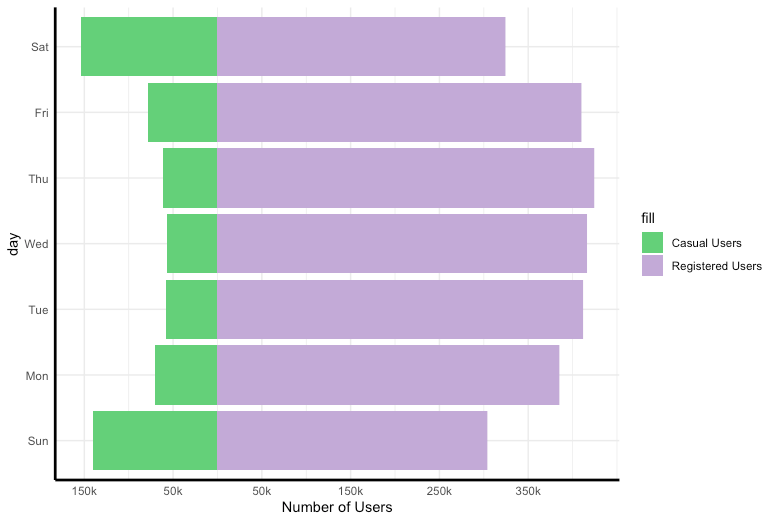 Sat
Fri
Thu
Wed
Tue
Mon
Sun
day
150k 50k 50k 150k 250k 350k
Number of Users
fill
Casual Users
Registered Users